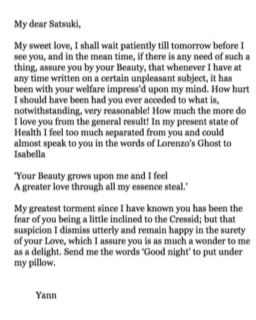 My dear Satsuki,
My sweet love, I shall wait patiently till tomorrow before I
see you, and in the mean time, if there is any need of such a
thing, assure you by your Beauty, that whenever I have at
any time written on a certain unpleasant subject, it has
been with your welfare impress'd upon my mind. How hurt
I should have been had you ever acceded to what is,
notwithstanding, very reasonable! How much the more do
I love you from the general result! In my present state of
Health I feel too much separated from you and could
almost speak to you in the words of Lorenzo's Ghost to
Isabella
'Your Beauty grows upon me and I feel
A greater love through all my essence steal.'
My greatest torment since I have known you has been the
fear of you being a little inclined to the Cressid; but that
suspicion I dismiss utterly and remain happy in the surety
of your Love, which I assure you is as much a wonder to me
as a delight. Send me the words 'Good night' to put under
my pillow.
Yann